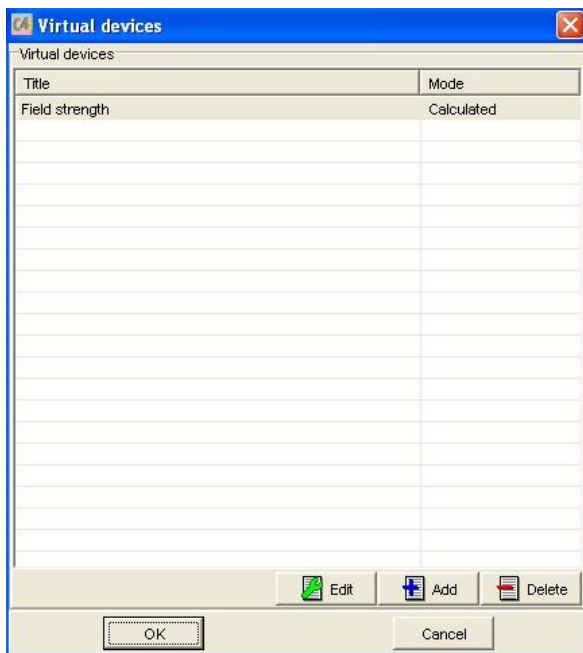 Virtual devices
Virtual devices
Title Mode
Field strength Calculated
Edit Add Delete
OK Cancel